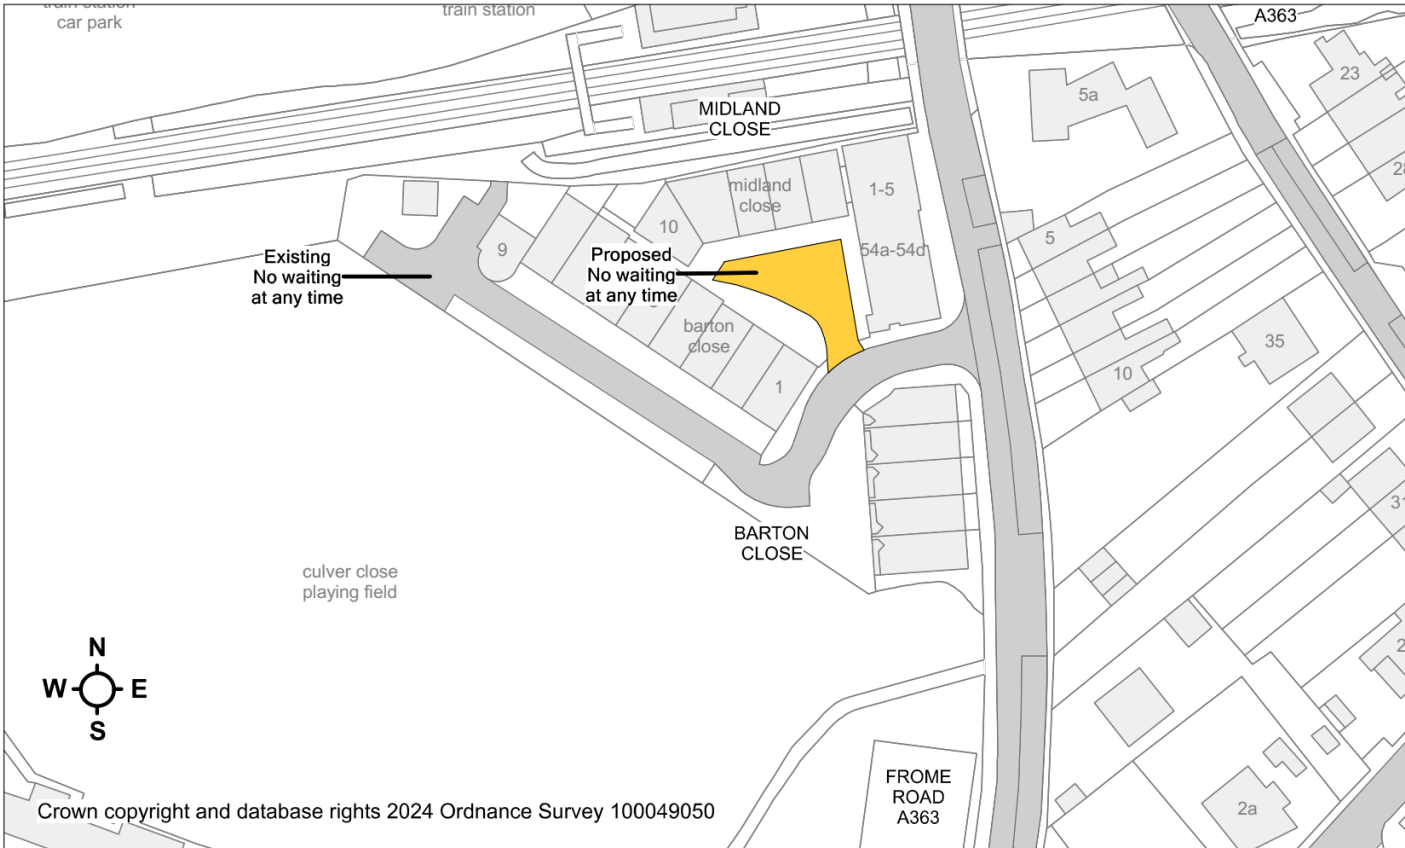 train station
car park
train station
A363
23
5a
MIDLAND
CLOSE
midland
close
1-5
10
5
9
54a-54d
Existing
No waiting
at any time
Proposed
No waiting
at any time
barton
close
35
1
10
BARTON
CLOSE
culver close
playing field
N
W
E
S
FROME
ROAD
A363
2a
Crown copyright and database rights 2024 Ordnance Survey 100049050